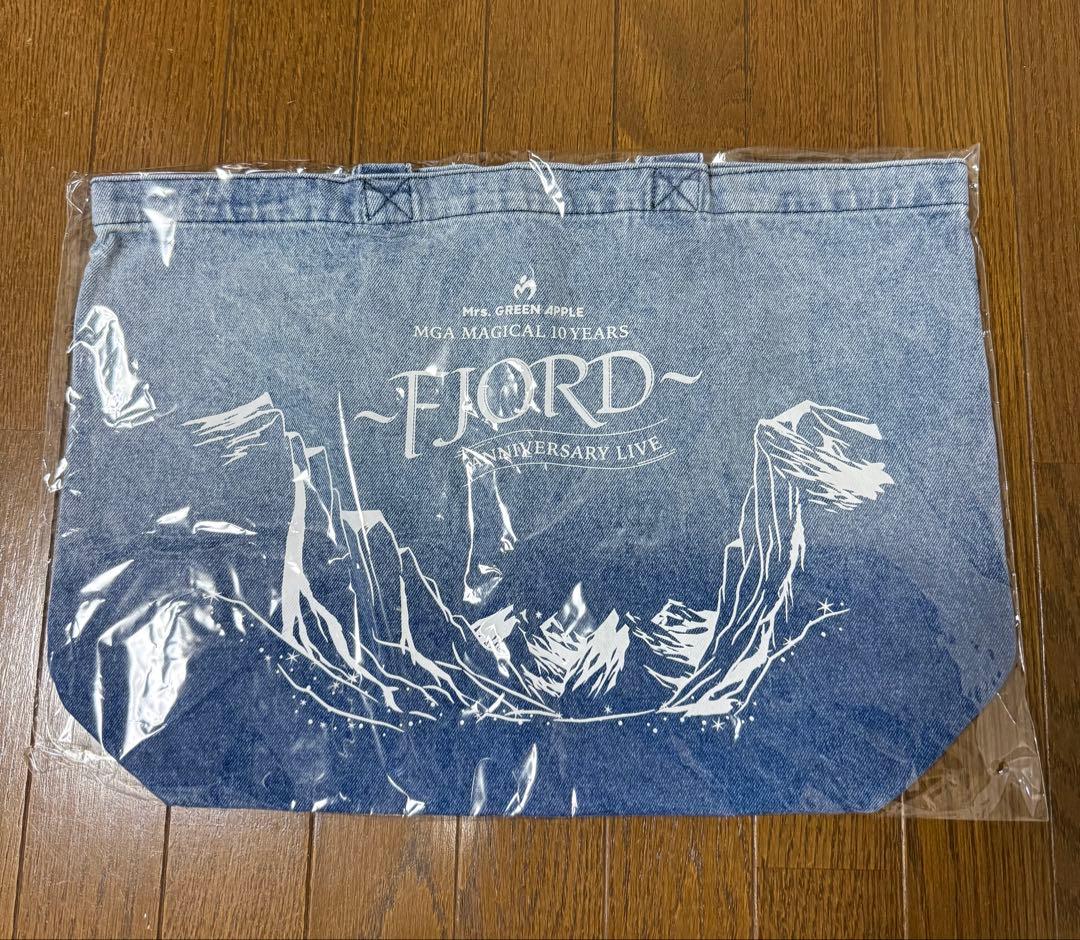 Mrs. GREEN APPLE
MGA MAGICAL 10 YEARS
~FJORD~
ANNIVERSARY LIVE